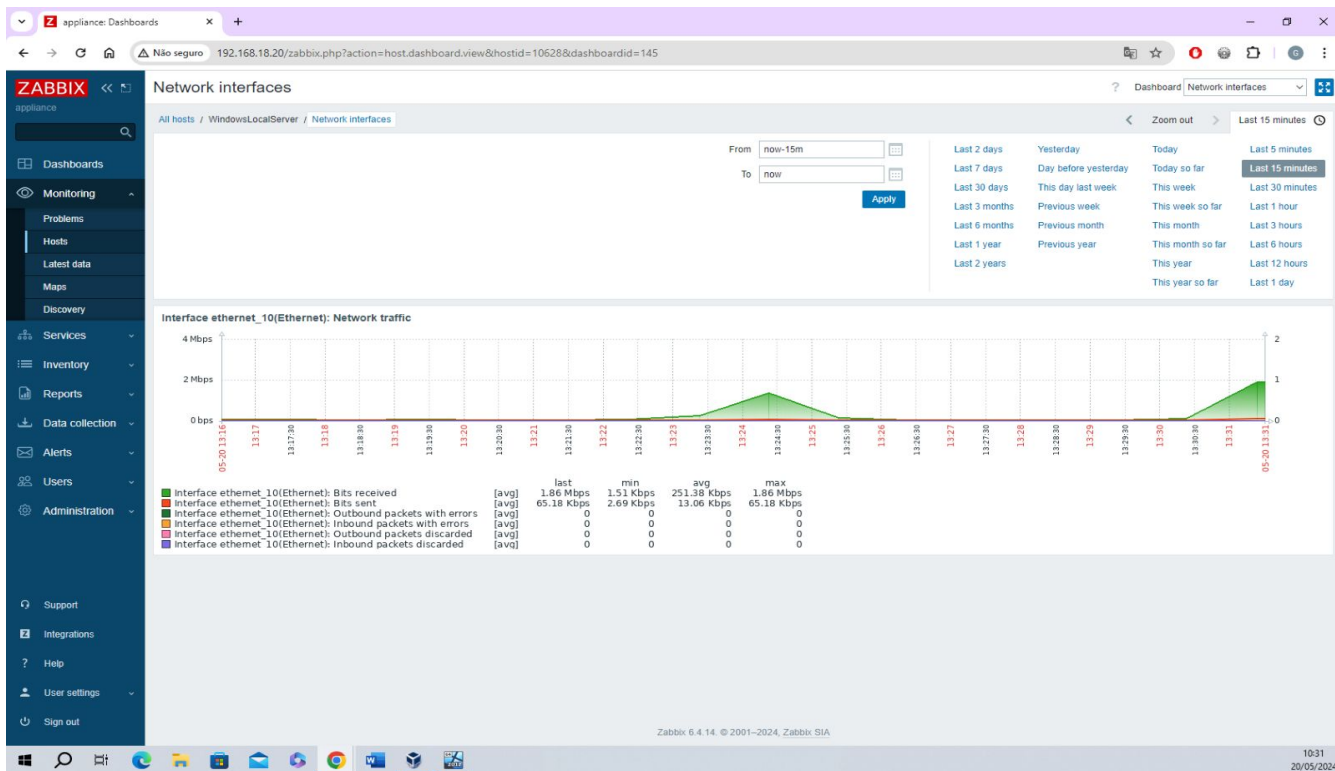 appliance: Dashboards
Não seguro
192.168.18.20/zabbix.php?action=host.dashboard.view&hostid=10628&dashboardid=145
G
ZABBIX
appliance
Dashboards
Monitoring
Problems
Hosts
Latest data
Maps
Discovery
Services
Inventory
Reports
Data collection
Alerts
Users
Administration
Support
Integrations
Help
User settings
Sign out
Network interfaces
? Dashboard Network interfaces
All hosts / WindowsLocalServer / Network interfaces
Zoom out
Last 15 minutes
From now-15m
To now
Apply
Last 2 days Yesterday Today Last 5 minutes
Last 7 days Day before yesterday Today so far Last 15 minutes
Last 30 days This day last week This week Last 30 minutes
Last 3 months Previous week This week so far Last 1 hour
Last 6 months Previous month This month Last 3 hours
Last 1 year Previous year This month so far Last 6 hours
Last 2 years This year Last 12 hours
This year so far Last 1 day
Interface ethernet_10(Ethernet): Network traffic
4 Mbps 2
2 Mbps 1
0 bps 0
05-20 13:16 13:17 13:17:30 13:18 13:18:30 13:19 13:19:30 13:20 13:20:30 13:21 13:21:30 13:22 13:22:30 13:23 13:23:30 13:24 13:24:30 13:25 13:25:30 13:26 13:26:30 13:27 13:27:30 13:28 13:28:30 13:29 13:29:30 13:30 13:30:30 13:31 05-20 13:31
last min avg max
Interface ethernet_10(Ethernet): Bits received [avg] 1.86 Mbps 1.51 Kbps 251.38 Kbps 1.86 Mbps
Interface ethernet_10(Ethernet): Bits sent [avg] 65.18 Kbps 2.69 Kbps 13.06 Kbps 65.18 Kbps
Interface ethernet_10(Ethernet): Outbound packets with errors [avg] 0 0 0 0
Interface ethernet_10(Ethernet): Inbound packets with errors [avg] 0 0 0 0
Interface ethernet_10(Ethernet): Outbound packets discarded [avg] 0 0 0 0
Interface ethernet_10(Ethernet): Inbound packets discarded [avg] 0 0 0 0
Zabbix 6.4.14. © 2001–2024, Zabbix SIA
10:31
20/05/2024